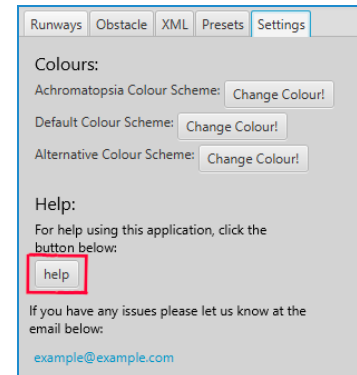 Runways Obstacle XML Presets Settings
Colours:
Achromatopsia Colour Scheme: Change Colour!
Default Colour Scheme: Change Colour!
Alternative Colour Scheme: Change Colour!
Help:
For help using this application, click the
button below:
help
If you have any issues please let us know at the
email below:
example@example.com